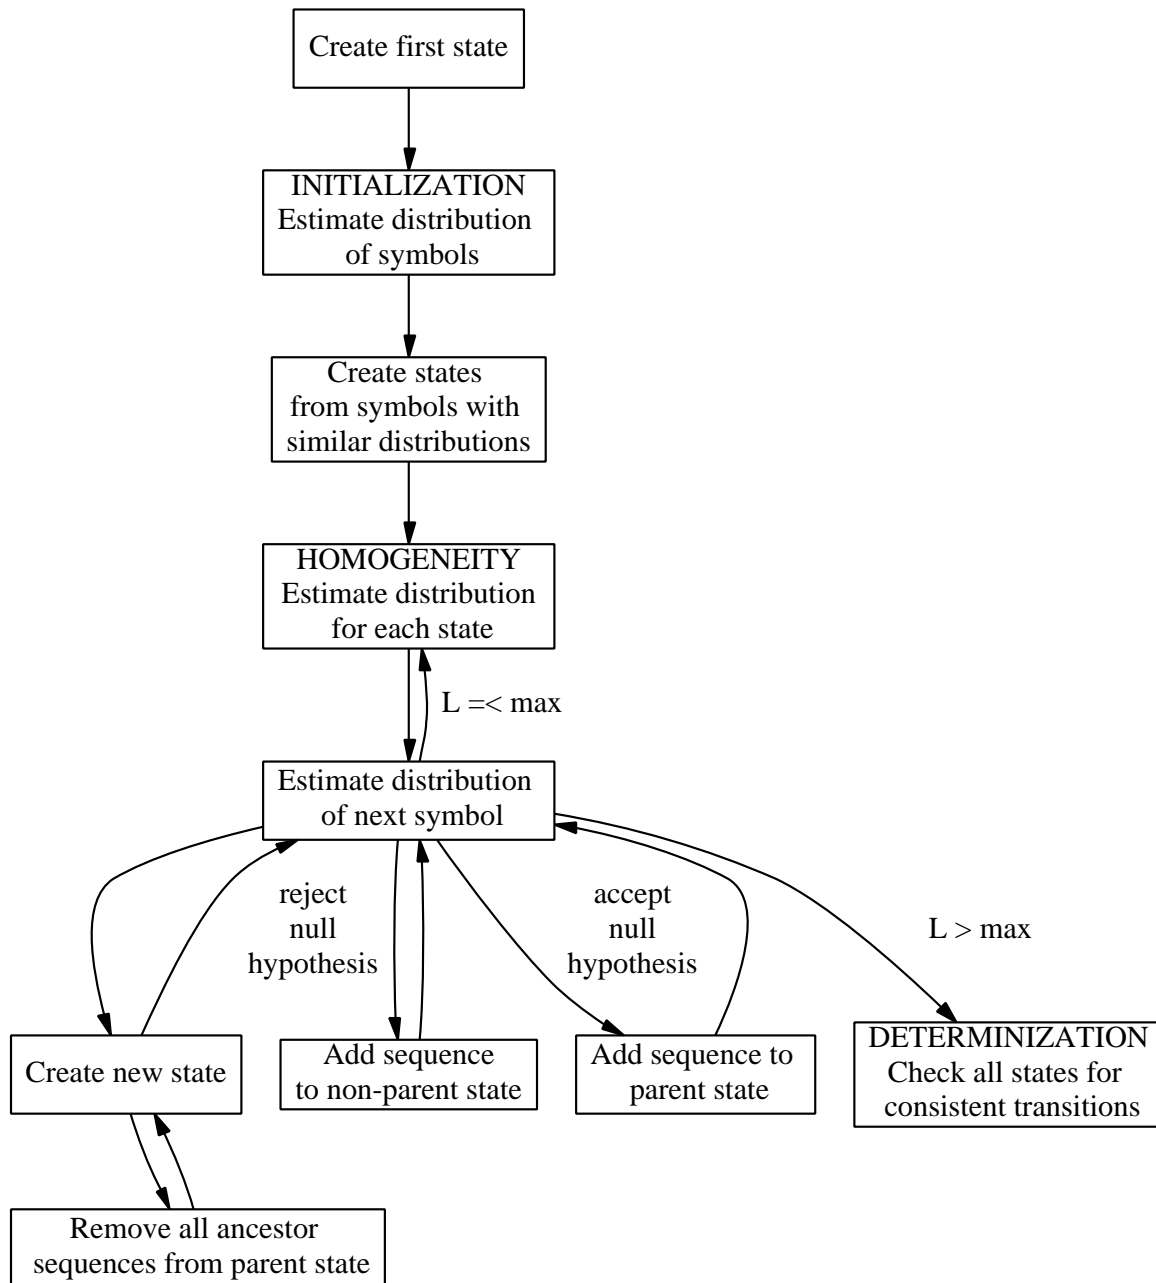 Create first state
INITIALIZATION
Estimate distribution
of symbols
Create states
from symbols with
similar distributions
HOMOGENEITY
Estimate distribution
for each state
L =< max
Estimate distribution
of next symbol
reject
null
hypothesis
accept
null
hypothesis
L > max
Create new state
Add sequence
to non-parent state
Add sequence to
parent state
DETERMINIZATION
Check all states for
consistent transitions
Remove all ancestor
sequences from parent state